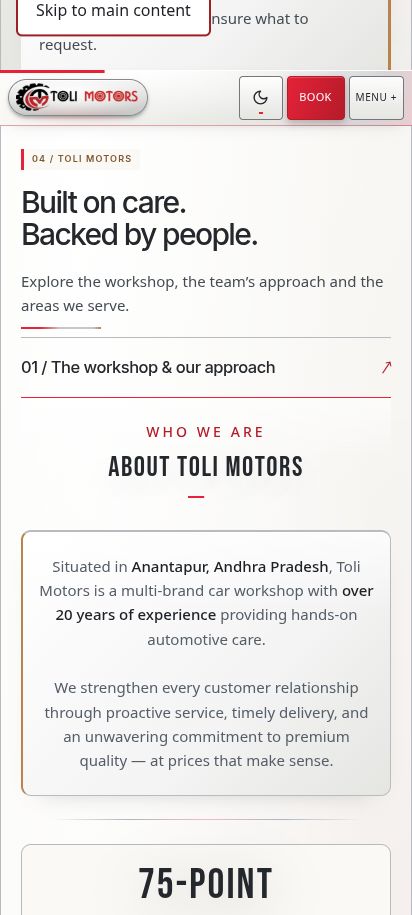 Skip to main content
nsure what to
request.
TOLI MOTORS
BOOK
MENU +
04 / TOLI MOTORS
Built on care.
Backed by people.
Explore the workshop, the team’s approach and the
areas we serve.
01 / The workshop & our approach
WHO WE ARE
ABOUT TOLI MOTORS
Situated in Anantapur, Andhra Pradesh, Toli
Motors is a multi-brand car workshop with over
20 years of experience providing hands-on
automotive care.
We strengthen every customer relationship
through proactive service, timely delivery, and
an unwavering commitment to premium
quality — at prices that make sense.
75-POINT